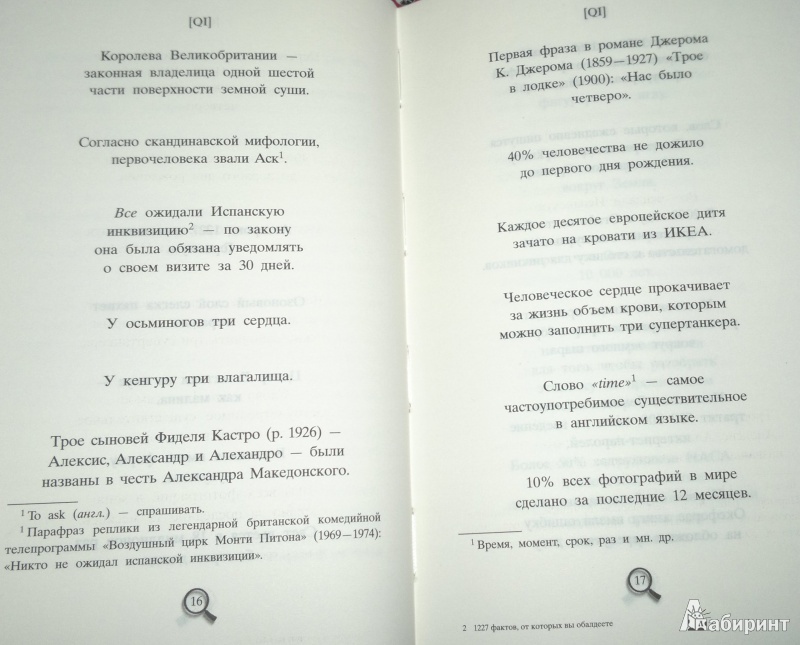 [QI]
Королева Великобритании —
законная владелица одной шестой
части поверхности земной суши.
Согласно скандинавской мифологии,
первочеловека звали Аск¹.
Все ожидали Испанскую
инквизицию² — по закону
она была обязана уведомлять
о своем визите за 30 дней.
У осьминогов три сердца.
У кенгуру три влагалища.
Трое сыновей Фиделя Кастро (р. 1926) —
Алексис, Александр и Алехандро — были
названы в честь Александра Македонского.
¹ To ask (англ.) — спрашивать.
¹ Парафраз реплики из легендарной британской комедийной
телепрограммы «Воздушный цирк Монти Питона» (1969—1974):
«Никто не ожидал испанской инквизиции».
16
[QI]
Первая фраза в романе Джерома
К. Джерома (1859—1927) «Трое
в лодке» (1900): «Нас было
четверо».
40% человечества не дожило
до первого дня рождения.
Каждое десятое европейское дитя
зачато на кровати из ИКЕА.
Человеческое сердце прокачивает
за жизнь объем крови, которым
можно заполнить три супертанкера.
Слово «time»¹ — самое
частоупотребимое существительное
в английском языке.
10% всех фотографий в мире
сделано за последние 12 месяцев.
¹ Время, момент, срок, раз и мн. др.
17
2 1227 фактов, от которых вы обалдеете
Лабиринт